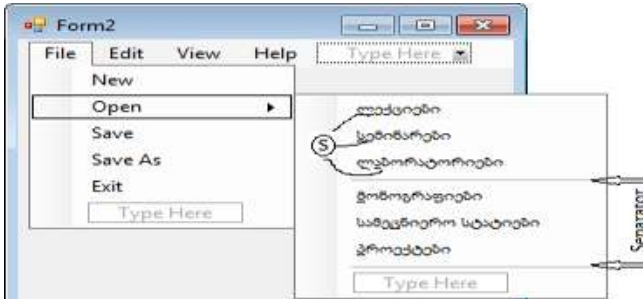 Form2
File Edit View Help Type Here
New
Open
Save
Save As
Exit
Type Here
ლექციები
სემინარები
ლაბორატორიები
S
მონოგრაფიები
სამეცნიერო სტატიები
პროექტები
Type Here
Separator